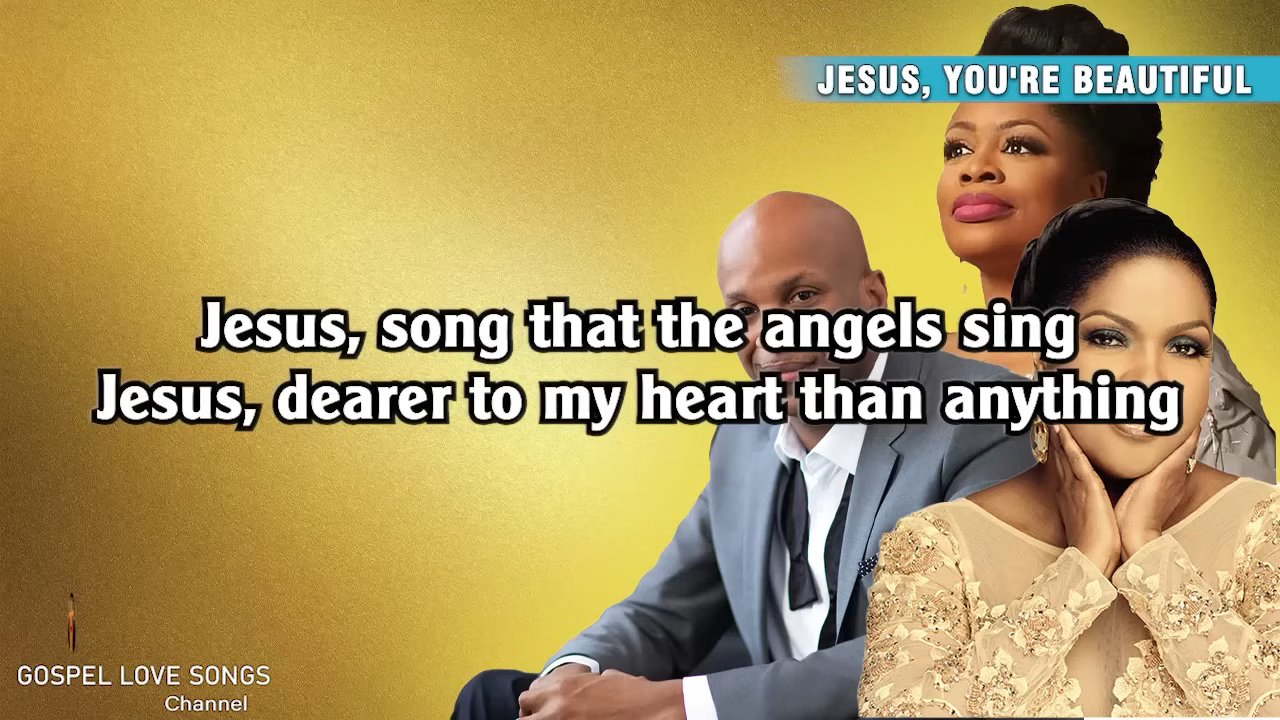 JESUS, YOU'RE BEAUTIFUL
Jesus, song that the angels sing
Jesus, dearer to my heart than anything
GOSPEL LOVE SONGS
Channel